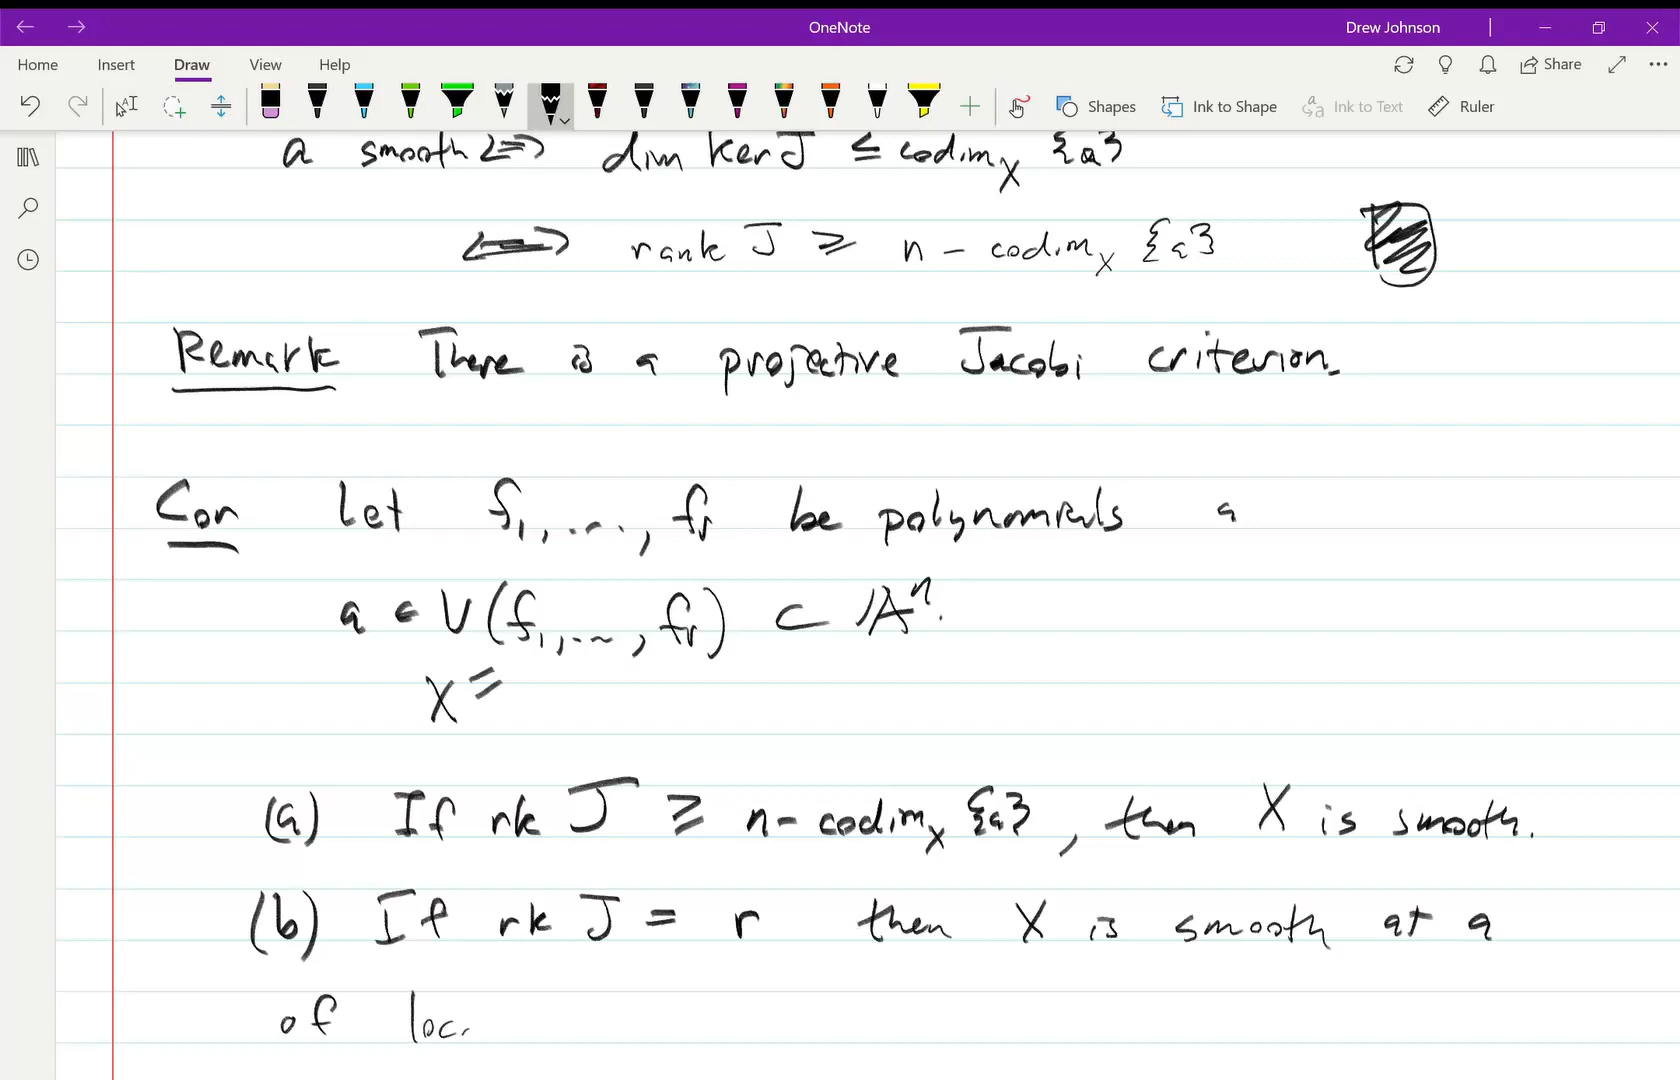 OneNote
Drew Johnson
Home Insert Draw View Help
Share
Shapes Ink to Shape Ink to Text Ruler
a smooth <=> dim ker J ≤ codim_X {a}
<=> rank J ≥ n - codim_X {a}
Remark There is a projective Jacobi criterion.
Cor Let f_1, ..., f_r be polynomials a
a ∈ V(f_1, ..., f_r) ⊂ A^n.
X =
(a) If rk J ≥ n - codim_X {a}, then X is smooth.
(b) If rk J = r then X is smooth at a
of loc